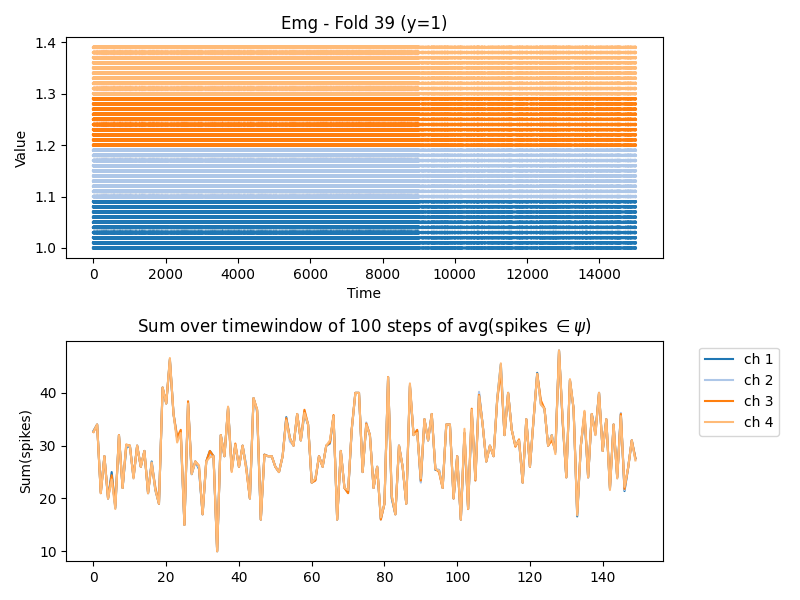 Emg - Fold 39 (y=1)
1.4
1.3
1.2
1.1
1.0
Value
0 2000 4000 6000 8000 10000 12000 14000
Time
Sum over timewindow of 100 steps of avg(spikes ∈ ψ)
40
30
20
10
Sum(spikes)
0 20 40 60 80 100 120 140
ch 1
ch 2
ch 3
ch 4